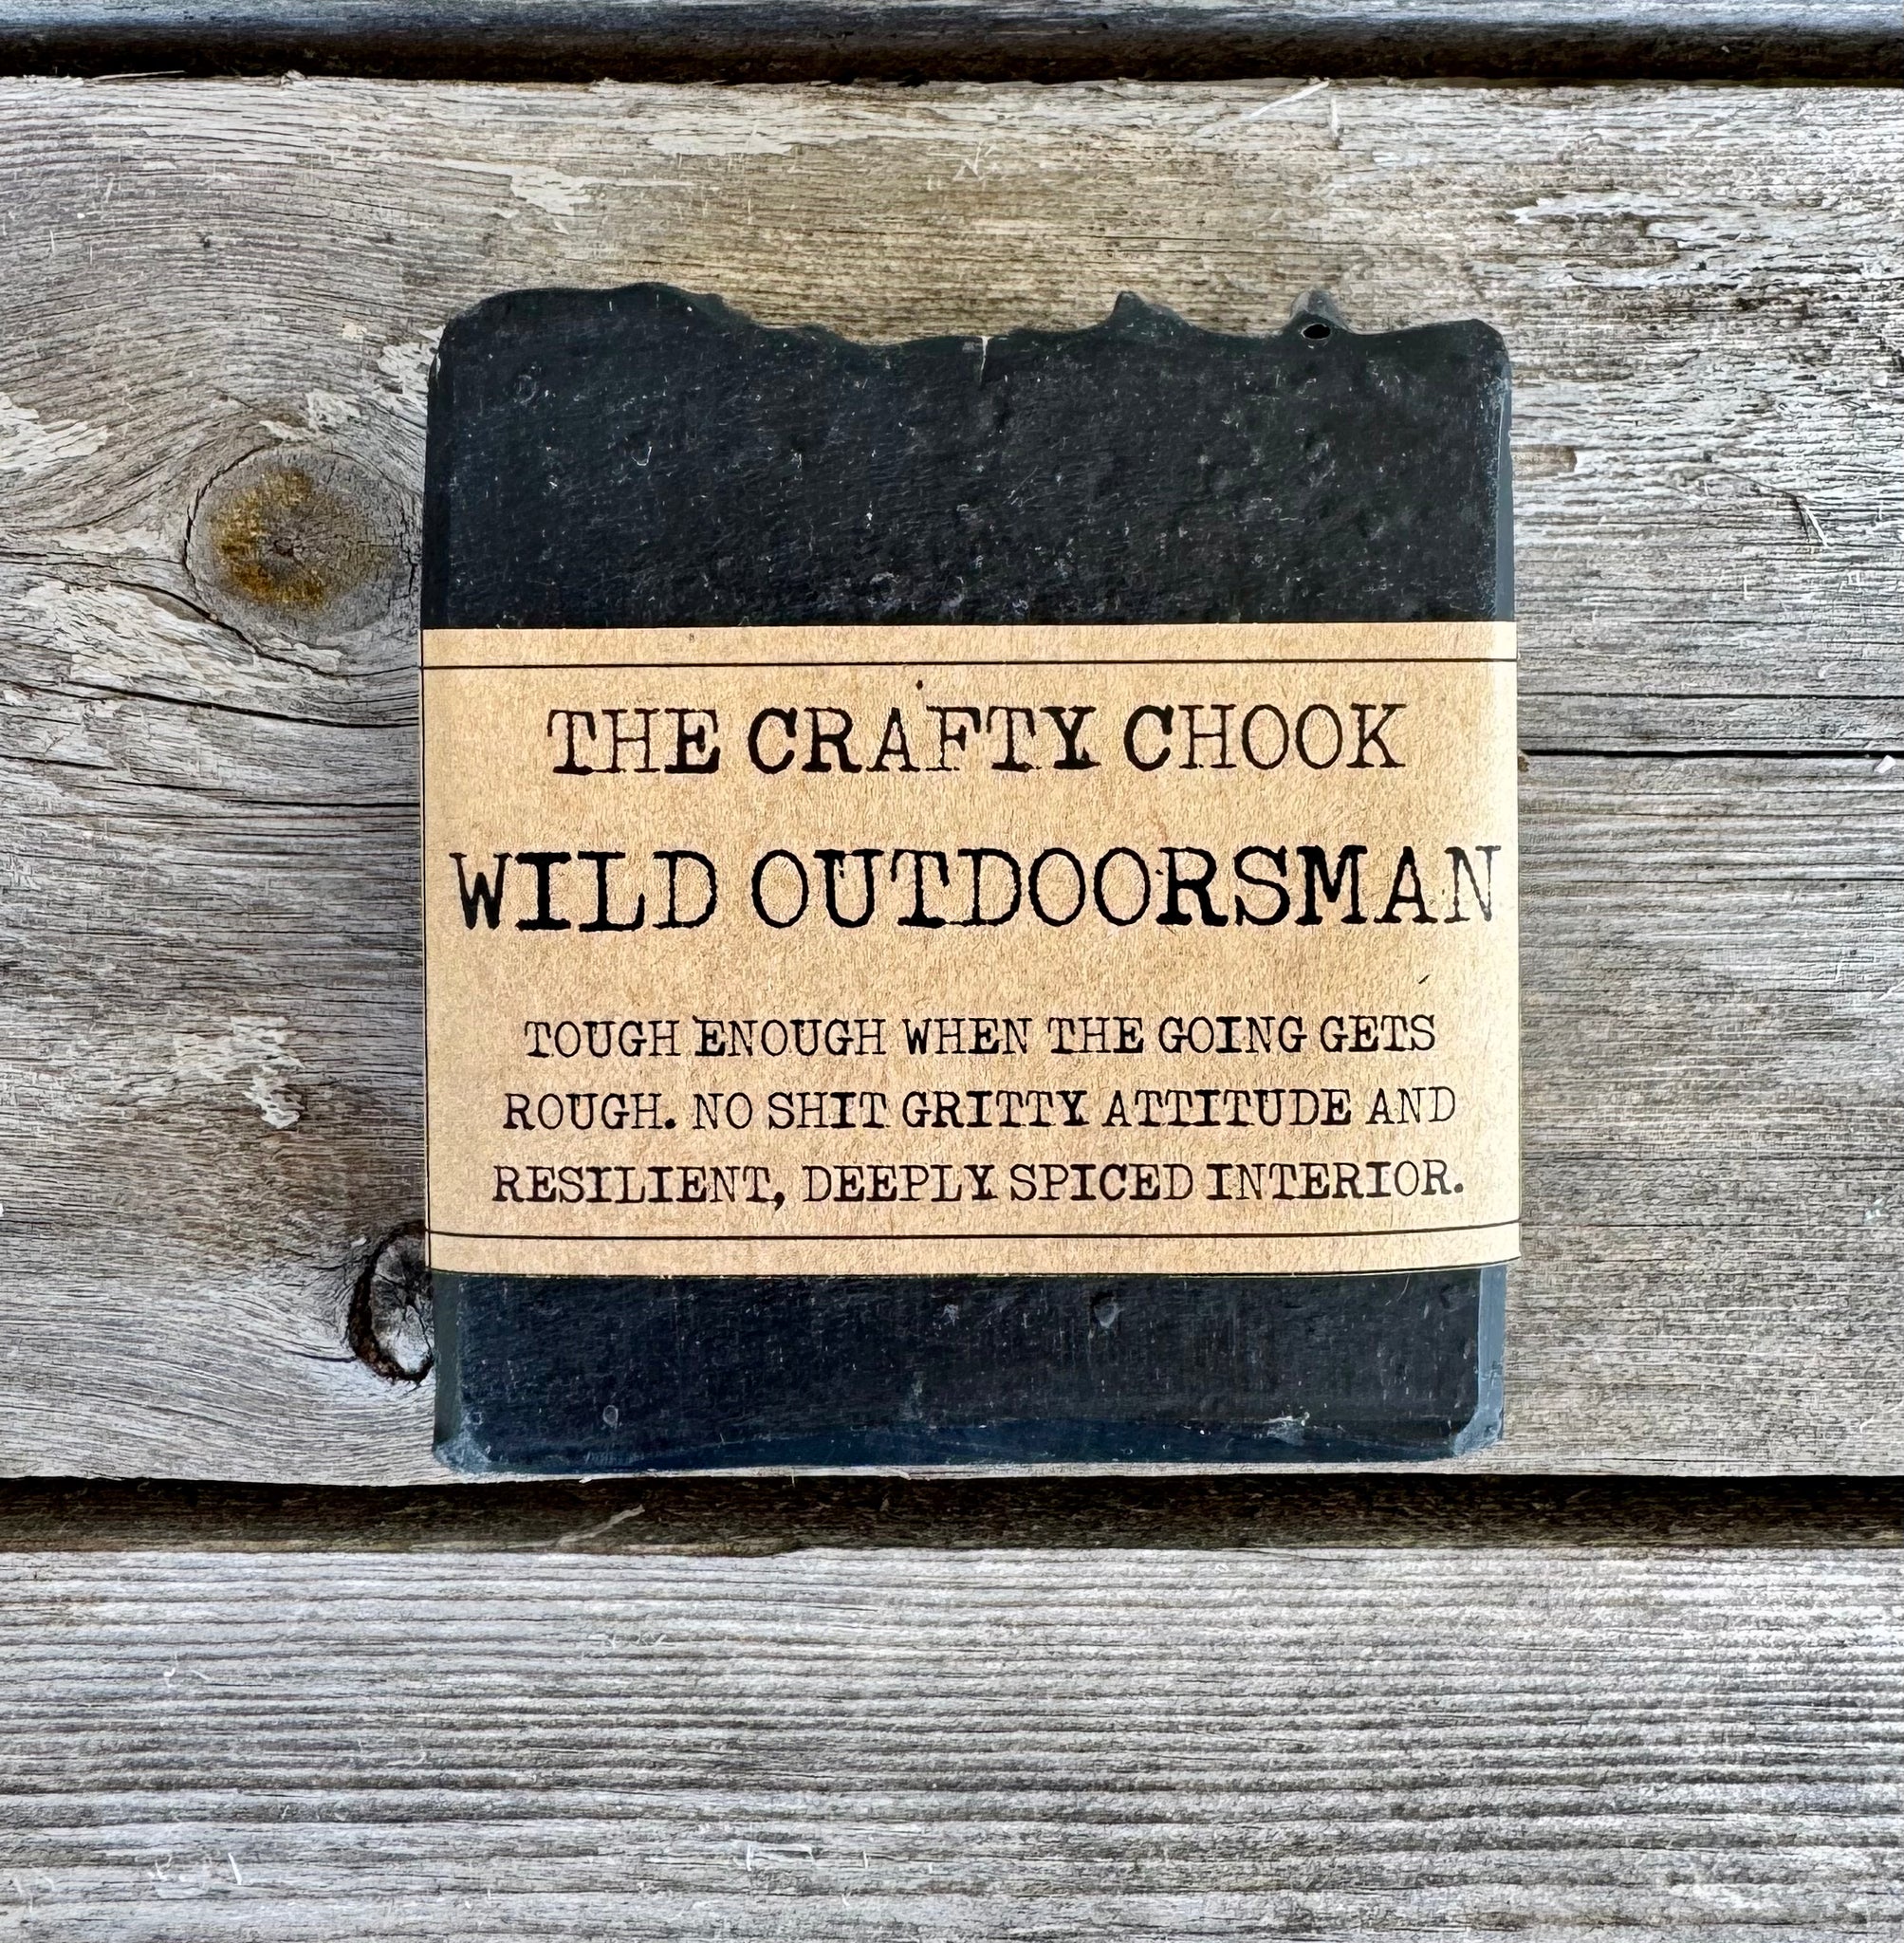 THE CRAFTY CHOOK
WILD OUTDOORSMAN
TOUGH ENOUGH WHEN THE GOING GETS
ROUGH. NO SHIT GRITTY ATTITUDE AND
RESILIENT, DEEPLY SPICED INTERIOR.